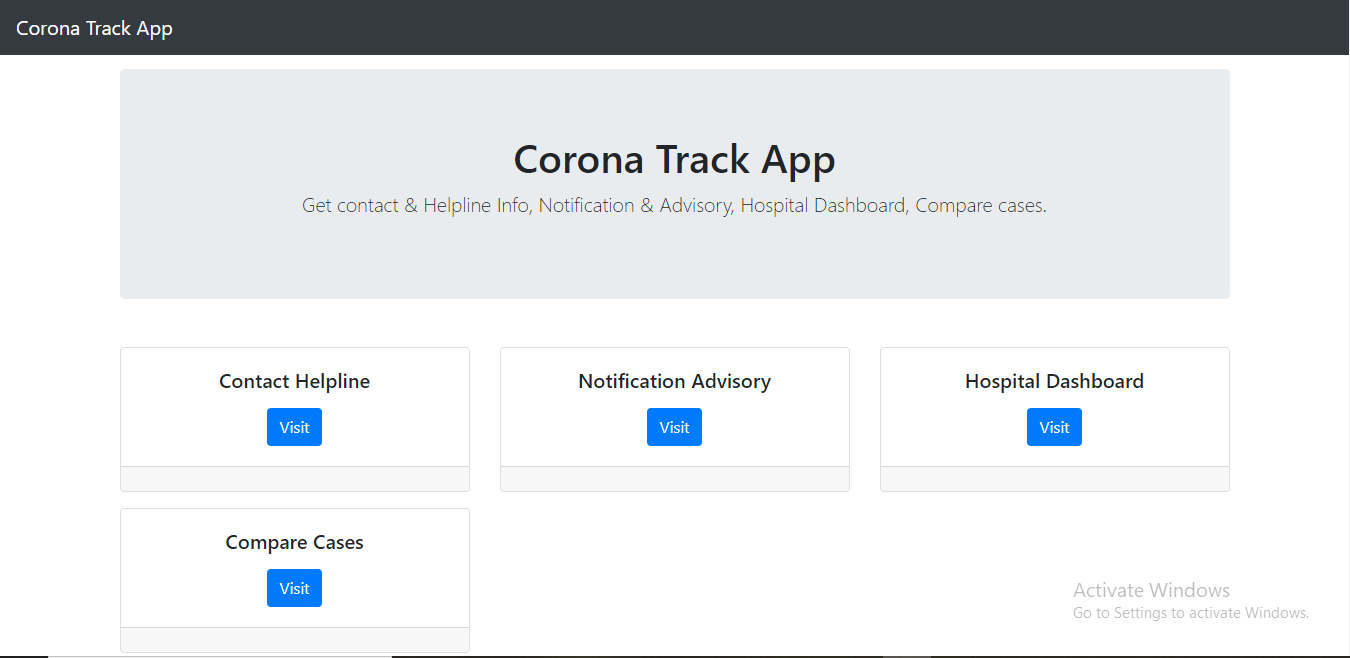 Corona Track App
Corona Track App
Get contact & Helpline Info, Notification & Advisory, Hospital Dashboard, Compare cases.
Contact Helpline
Visit
Notification Advisory
Visit
Hospital Dashboard
Visit
Compare Cases
Visit
Activate Windows
Go to Settings to activate Windows.